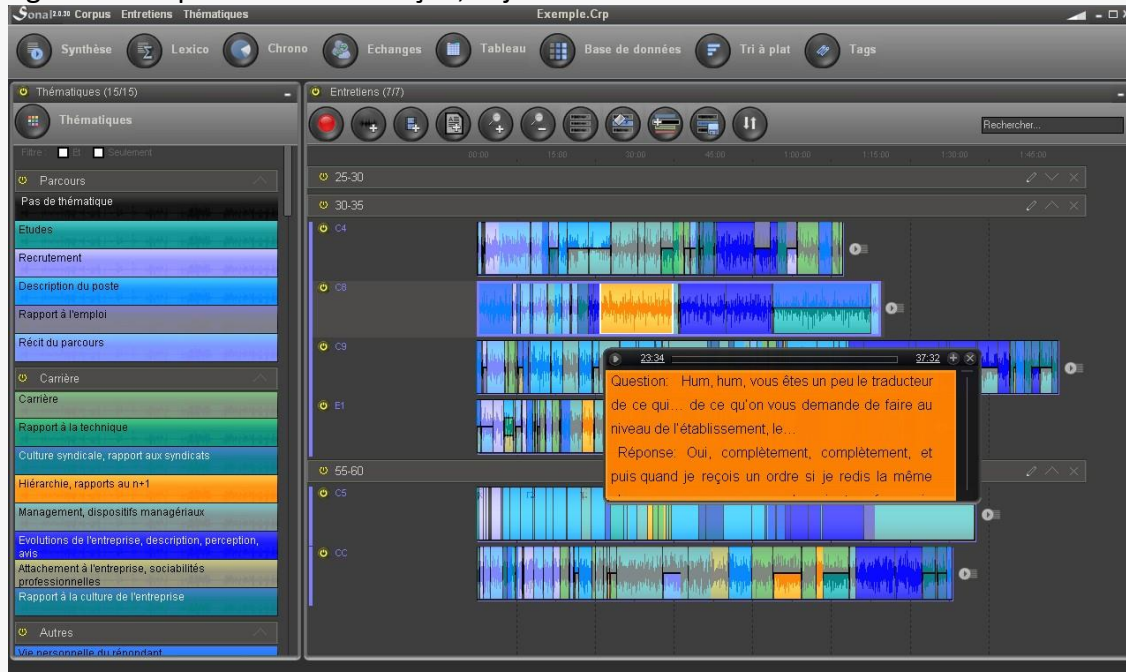 Sonal 2.0.30 Corpus Entretiens Thématiques
Exemple.Crp
Synthèse Lexico Chrono Echanges Tableau Base de données Tri à plat Tags
Thématiques (15/15)
Thématiques
Filtre : Et Seulement
Parcours
Pas de thématique
Etudes
Recrutement
Description du poste
Rapport à l'emploi
Récit du parcours
Carrière
Carrière
Rapport à la technique
Culture syndicale, rapport aux syndicats
Hiérarchie, rapports au n+1
Management, dispositifs managériaux
Evolutions de l'entreprise, description, perception,
avis
Attachement à l'entreprise, sociabilités
professionnelles
Rapport à la culture de l'entreprise
Autres
Vie personnelle du répondant
Entretiens (7/7)
Rechercher...
00:00 15:00 30:00 45:00 1:00:00 1:15:00 1:30:00 1:45:00
25-30
30-35
C4
C8
C9
23:34 37:32
Question: Hum, hum, vous êtes un peu le traducteur
de ce qui... de ce qu'on vous demande de faire au
niveau de l'établissement, le...
Réponse: Oui, complètement, complètement, et
puis quand je reçois un ordre si je redis la même
E1
55-60
C5
CC